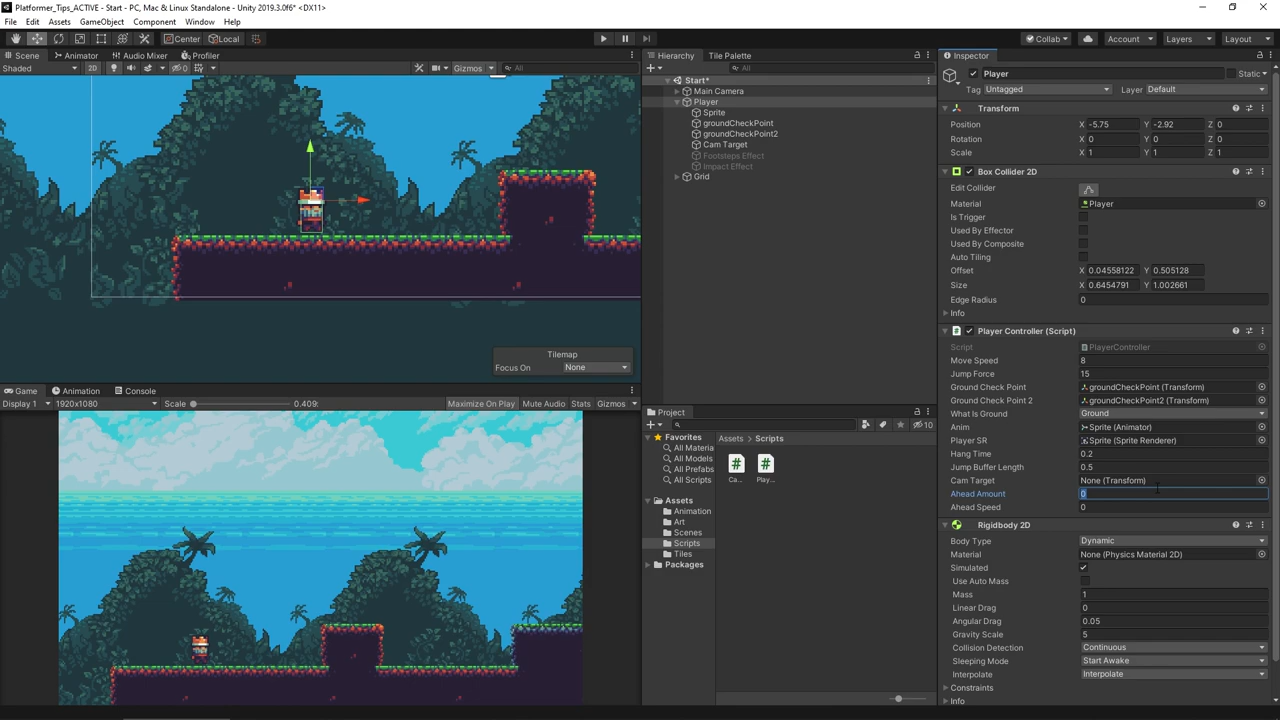 Platformer_Tips_ACTIVE - Start - PC, Mac & Linux Standalone - Unity 2019.3.0f6* <DX11>
File Edit Assets GameObject Component Window Help
Center Local Collab Account Layers Layout
Scene Animator Audio Mixer Profiler
Shaded 2D 0 Gizmos All
Hierarchy Tile Palette
All
Start*
Main Camera
Player
Sprite
groundCheckPoint
groundCheckPoint2
Cam Target
Footsteps Effect
Impact Effect
Grid
Tilemap
Focus On None
Game Animation Console
Display 1 1920x1080 Scale 0.409: Maximize On Play Mute Audio Stats Gizmos
Project
10
Favorites
All Materia
All Models
All Prefabs
All Scripts
Assets
Animation
Art
Scenes
Scripts
Tiles
Packages
Assets > Scripts
Ca... Play...
Inspector
Player Static
Tag Untagged Layer Default
Transform
Position X -5.75 Y -2.92 Z 0
Rotation X 0 Y 0 Z 0
Scale X 1 Y 1 Z 1
Box Collider 2D
Edit Collider
Material Player
Is Trigger
Used By Effector
Used By Composite
Auto Tiling
Offset X 0.04558122 Y 0.505128
Size X 0.6454791 Y 1.002661
Edge Radius 0
Info
Player Controller (Script)
Script PlayerController
Move Speed 8
Jump Force 15
Ground Check Point groundCheckPoint (Transform)
Ground Check Point 2 groundCheckPoint2 (Transform)
What Is Ground Ground
Anim Sprite (Animator)
Player SR Sprite (Sprite Renderer)
Hang Time 0.2
Jump Buffer Length 0.5
Cam Target None (Transform)
Ahead Amount 0
Ahead Speed 0
Rigidbody 2D
Body Type Dynamic
Material None (Physics Material 2D)
Simulated
Use Auto Mass
Mass 1
Linear Drag 0
Angular Drag 0.05
Gravity Scale 5
Collision Detection Continuous
Sleeping Mode Start Awake
Interpolate Interpolate
Constraints
Info